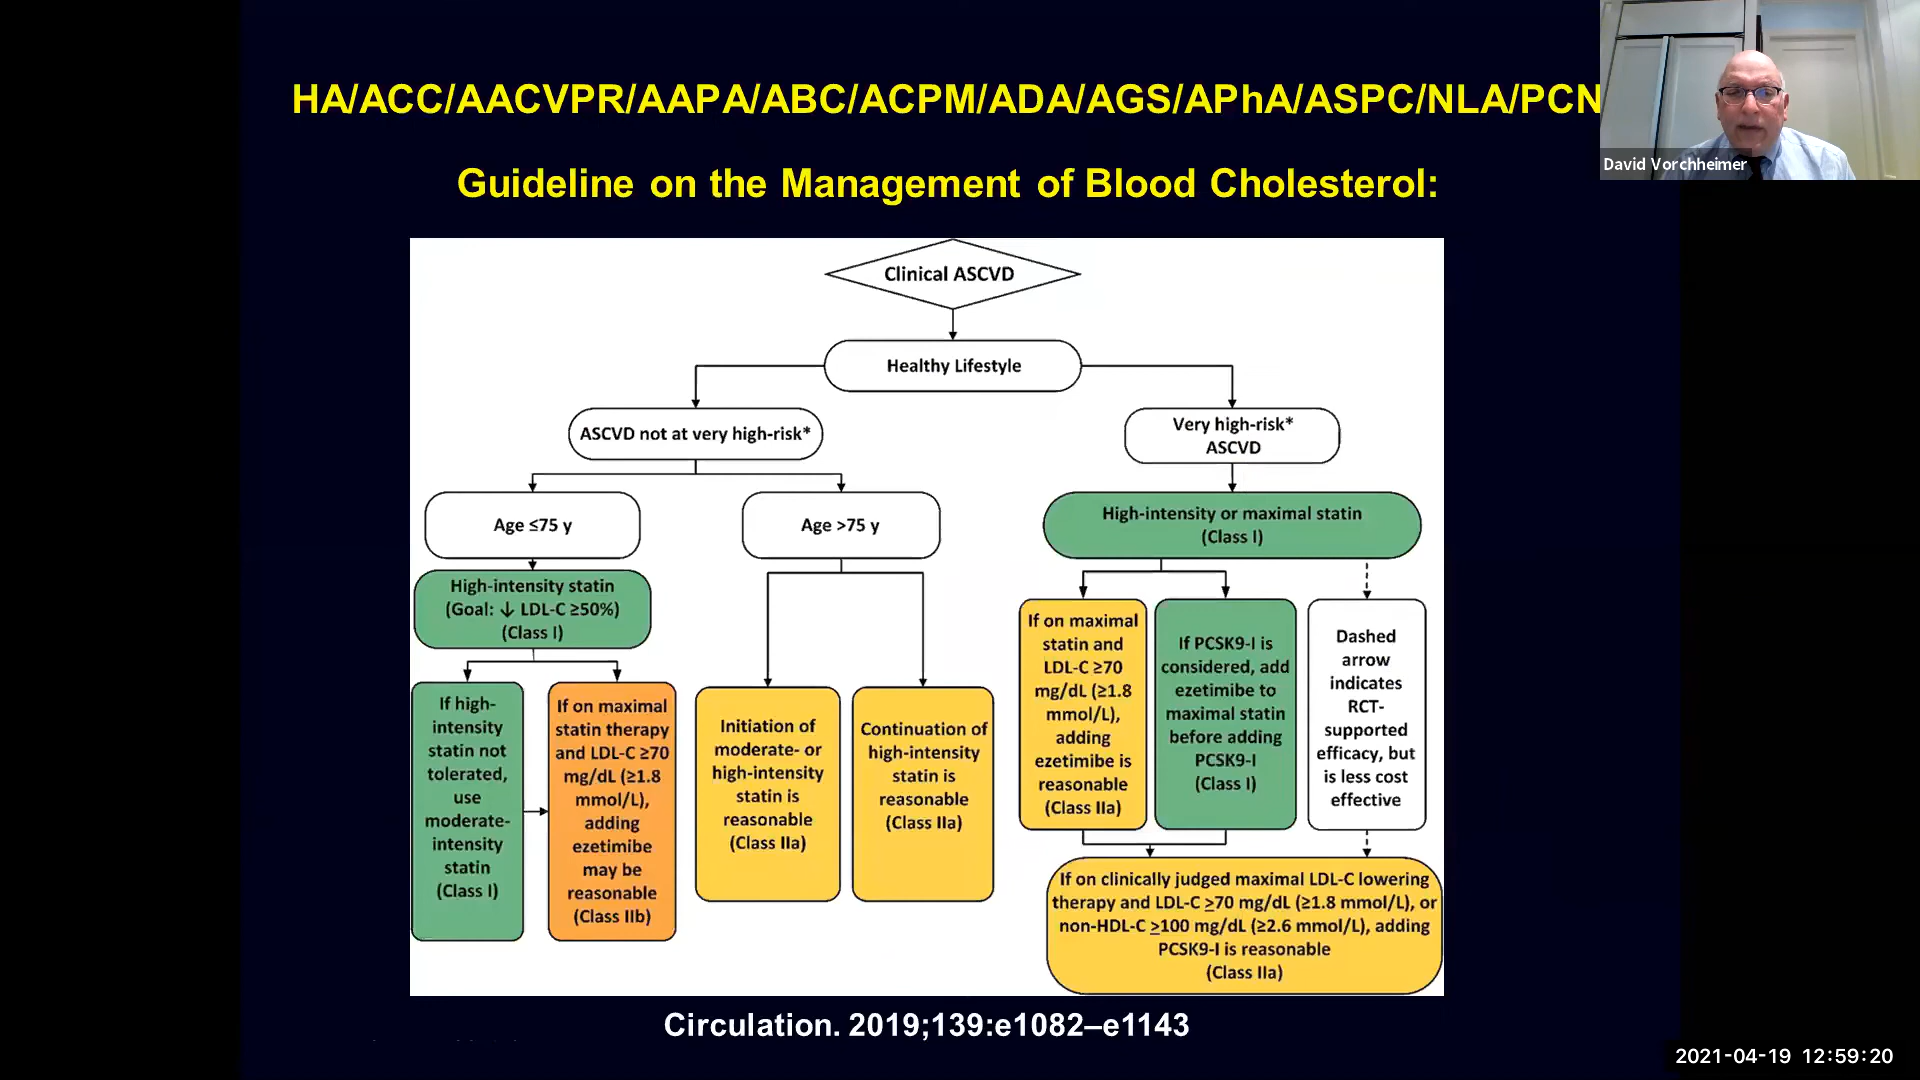 HA/ACC/AACVPR/AAPA/ABC/ACPM/ADA/AGS/APhA/ASPC/NLA/PCN
Guideline on the Management of Blood Cholesterol:
David Vorchheimer
Clinical ASCVD
Healthy Lifestyle
ASCVD not at very high-risk*
Very high-risk*
ASCVD
Age ≤75 y
Age >75 y
High-intensity or maximal statin
(Class I)
High-intensity statin
(Goal: ↓ LDL-C ≥50%)
(Class I)
If high-
intensity
statin not
tolerated,
use
moderate-
intensity
statin
(Class I)
If on maximal
statin therapy
and LDL-C ≥70
mg/dL (≥1.8
mmol/L),
adding
ezetimibe
may be
reasonable
(Class IIb)
Initiation of
moderate- or
high-intensity
statin is
reasonable
(Class IIa)
Continuation of
high-intensity
statin is
reasonable
(Class IIa)
If on maximal
statin and
LDL-C ≥70
mg/dL (≥1.8
mmol/L),
adding
ezetimibe is
reasonable
(Class IIa)
If PCSK9-I is
considered, add
ezetimibe to
maximal statin
before adding
PCSK9-I
(Class I)
Dashed
arrow
indicates
RCT-
supported
efficacy, but
is less cost
effective
If on clinically judged maximal LDL-C lowering
therapy and LDL-C ≥70 mg/dL (≥1.8 mmol/L), or
non-HDL-C ≥100 mg/dL (≥2.6 mmol/L), adding
PCSK9-I is reasonable
(Class IIa)
Circulation. 2019;139:e1082–e1143
2021-04-19 12:59:20